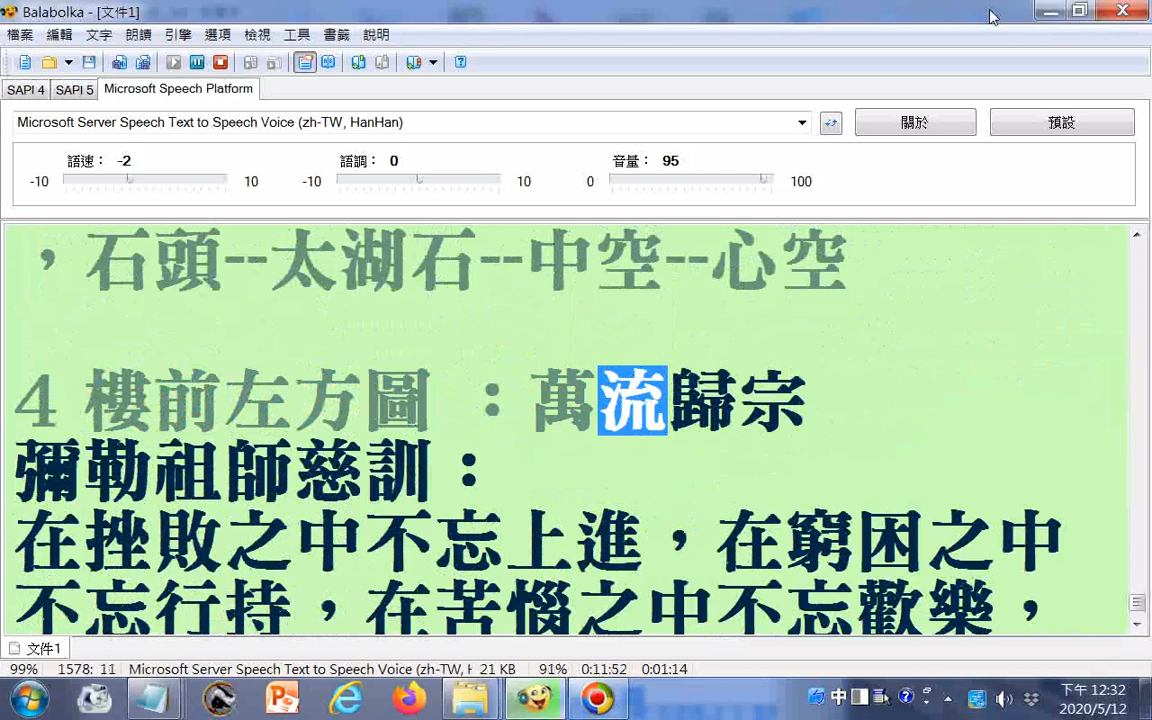 Balabolka - [文件1]
檔案 編輯 文字 朗讀 引擎 選項 檢視 工具 書籤 說明
SAPI 4 SAPI 5 Microsoft Speech Platform
Microsoft Server Speech Text to Speech Voice (zh-TW, HanHan) 關於 預設
語速： -2 語調： 0 音量： 95
-10 10 -10 10 0 100
，石頭--太湖石--中空--心空
4 樓前左方圖 ：萬流歸宗
彌勒祖師慈訓：
在挫敗之中不忘上進，在窮困之中
不忘行持，在苦惱之中不忘歡樂，
文件1
99% 1578: 11 Microsoft Server Speech Text to Speech Voice (zh-TW, H 21 KB 91% 0:11:52 0:01:14
中 下午 12:32
2020/5/12